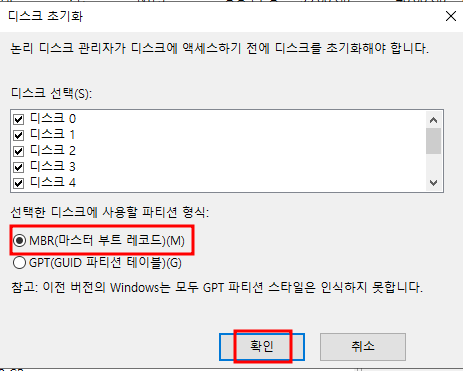 디스크 초기화
논리 디스크 관리자가 디스크에 액세스하기 전에 디스크를 초기화해야 합니다.
디스크 선택(S):
디스크 0
디스크 1
디스크 2
디스크 3
디스크 4
선택한 디스크에 사용할 파티션 형식:
MBR(마스터 부트 레코드)(M)
GPT(GUID 파티션 테이블)(G)
참고: 이전 버전의 Windows는 모두 GPT 파티션 스타일은 인식하지 못합니다.
확인 취소